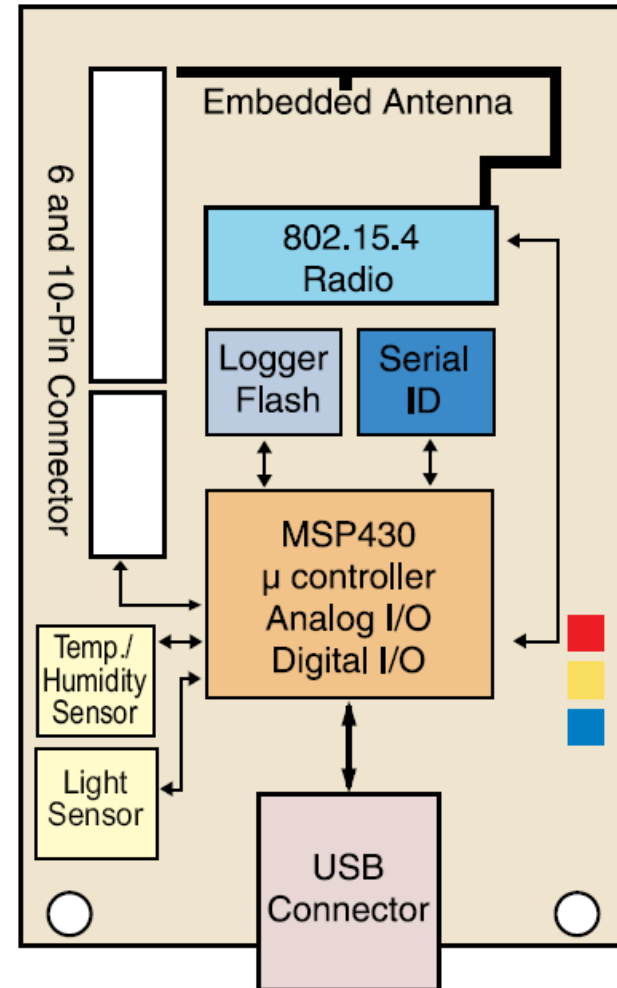 Embedded Antenna
6 and 10-Pin Connector
802.15.4
Radio
Logger
Flash
Serial
ID
MSP430
µ controller
Analog I/O
Digital I/O
Temp./
Humidity
Sensor
Light
Sensor
USB
Connector